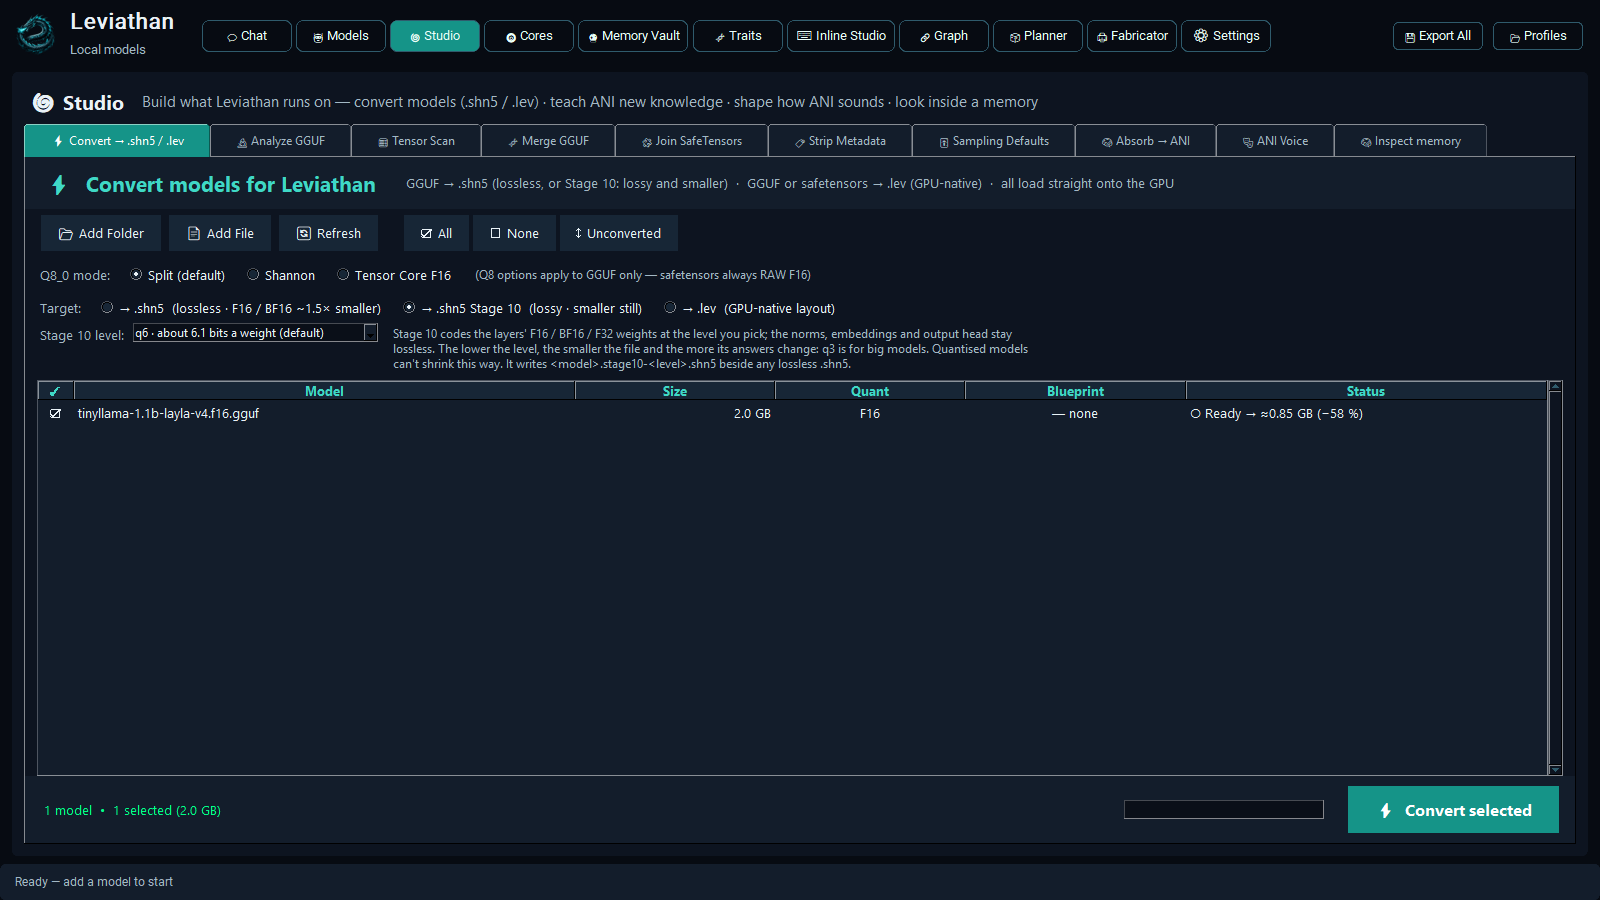 Leviathan
Local models
Chat
Models
Studio
Cores
Memory Vault
Traits
Inline Studio
Graph
Planner
Fabricator
Settings
Export All
Profiles
Studio
Build what Leviathan runs on — convert models (.shn5 / .lev) · teach ANI new knowledge · shape how ANI sounds · look inside a memory
Convert → .shn5 / .lev
Analyze GGUF
Tensor Scan
Merge GGUF
Join SafeTensors
Strip Metadata
Sampling Defaults
Absorb → ANI
ANI Voice
Inspect memory
Convert models for Leviathan
GGUF → .shn5 (lossless, or Stage 10: lossy and smaller) · GGUF or safetensors → .lev (GPU-native) · all load straight onto the GPU
Add Folder
Add File
Refresh
All
None
Unconverted
Q8_0 mode: Split (default) Shannon Tensor Core F16 (Q8 options apply to GGUF only — safetensors always RAW F16)
Target: → .shn5 (lossless · F16 / BF16 ~1.5× smaller) → .shn5 Stage 10 (lossy · smaller still) → .lev (GPU-native layout)
Stage 10 level: q6 · about 6.1 bits a weight (default)
Stage 10 codes the layers' F16 / BF16 / F32 weights at the level you pick; the norms, embeddings and output head stay
lossless. The lower the level, the smaller the file and the more its answers change: q3 is for big models. Quantised models
can't shrink this way. It writes <model>.stage10-<level>.shn5 beside any lossless .shn5.
✓ Model Size Quant Blueprint Status
tinyllama-1.1b-layla-v4.f16.gguf 2.0 GB F16 — none Ready → ≈0.85 GB (−58 %)
1 model • 1 selected (2.0 GB)
Convert selected
Ready — add a model to start